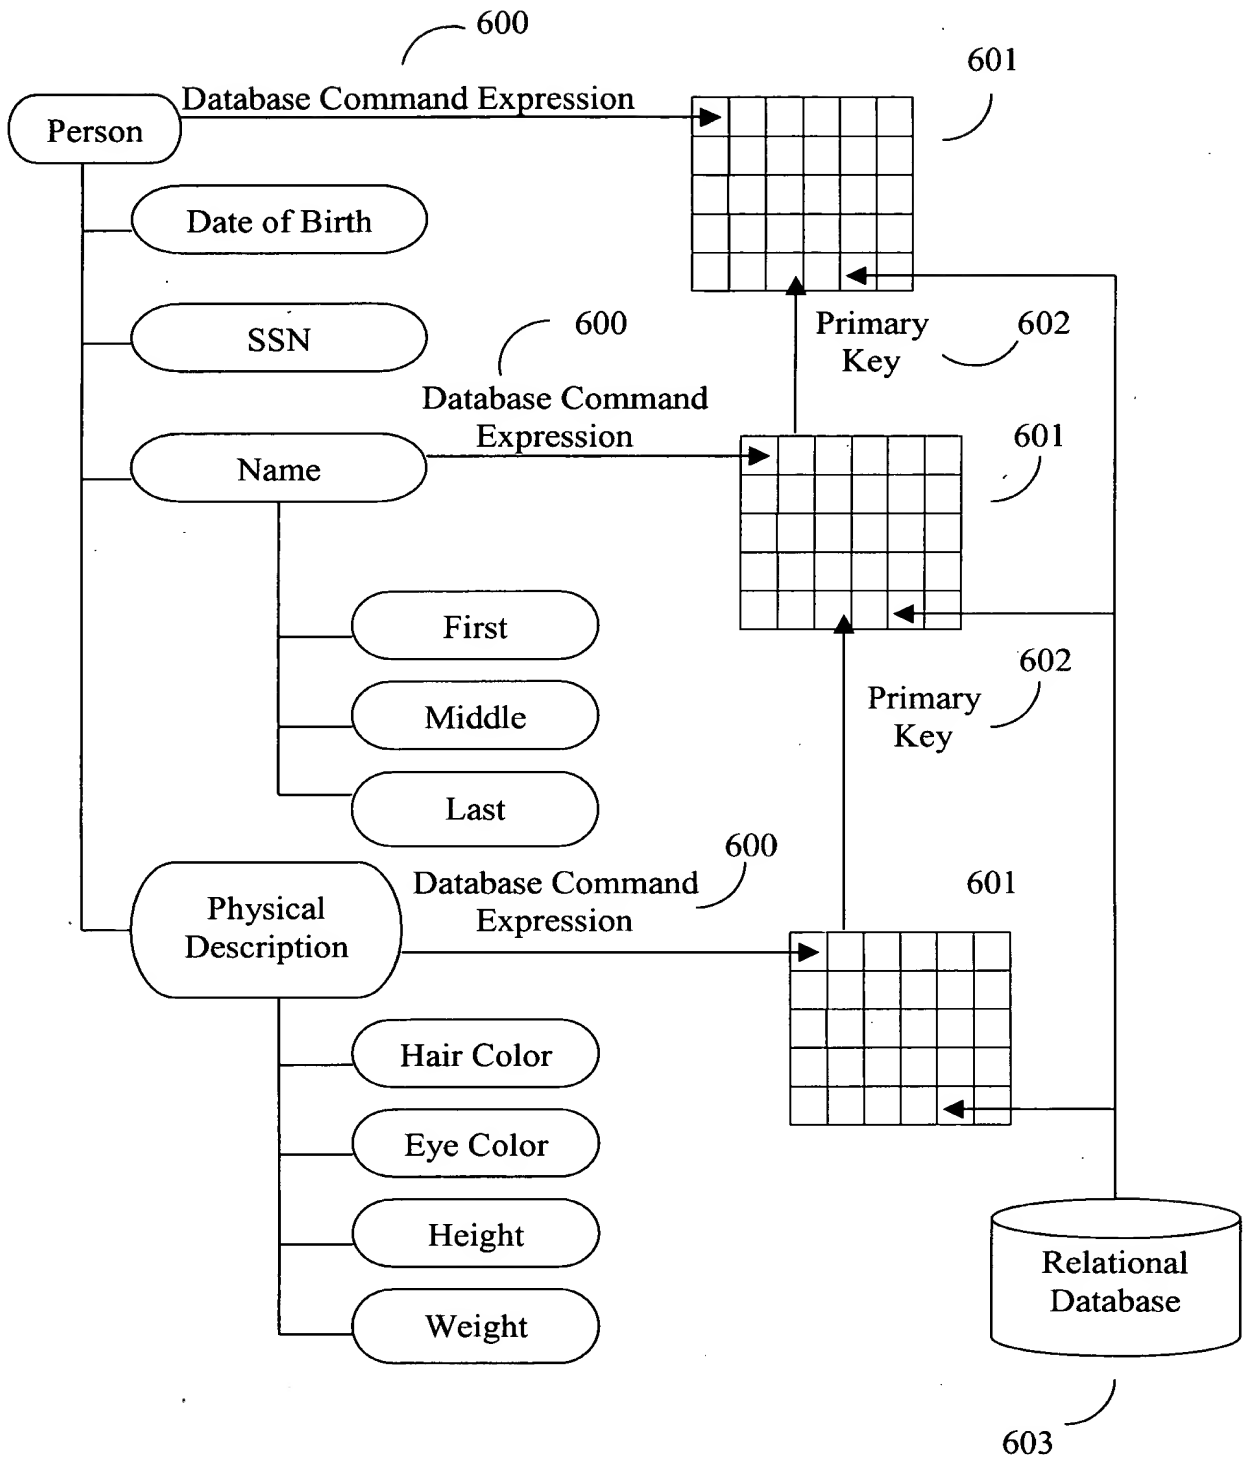 600
601
Database Command Expression
Person
Date of Birth
600
Primary
Key
602
SSN
Database Command
Expression
601
Name
First
602
Primary
Key
Middle
Last
600
Database Command
Expression
601
Physical
Description
Hair Color
Eye Color
Height
Relational
Database
Weight
603